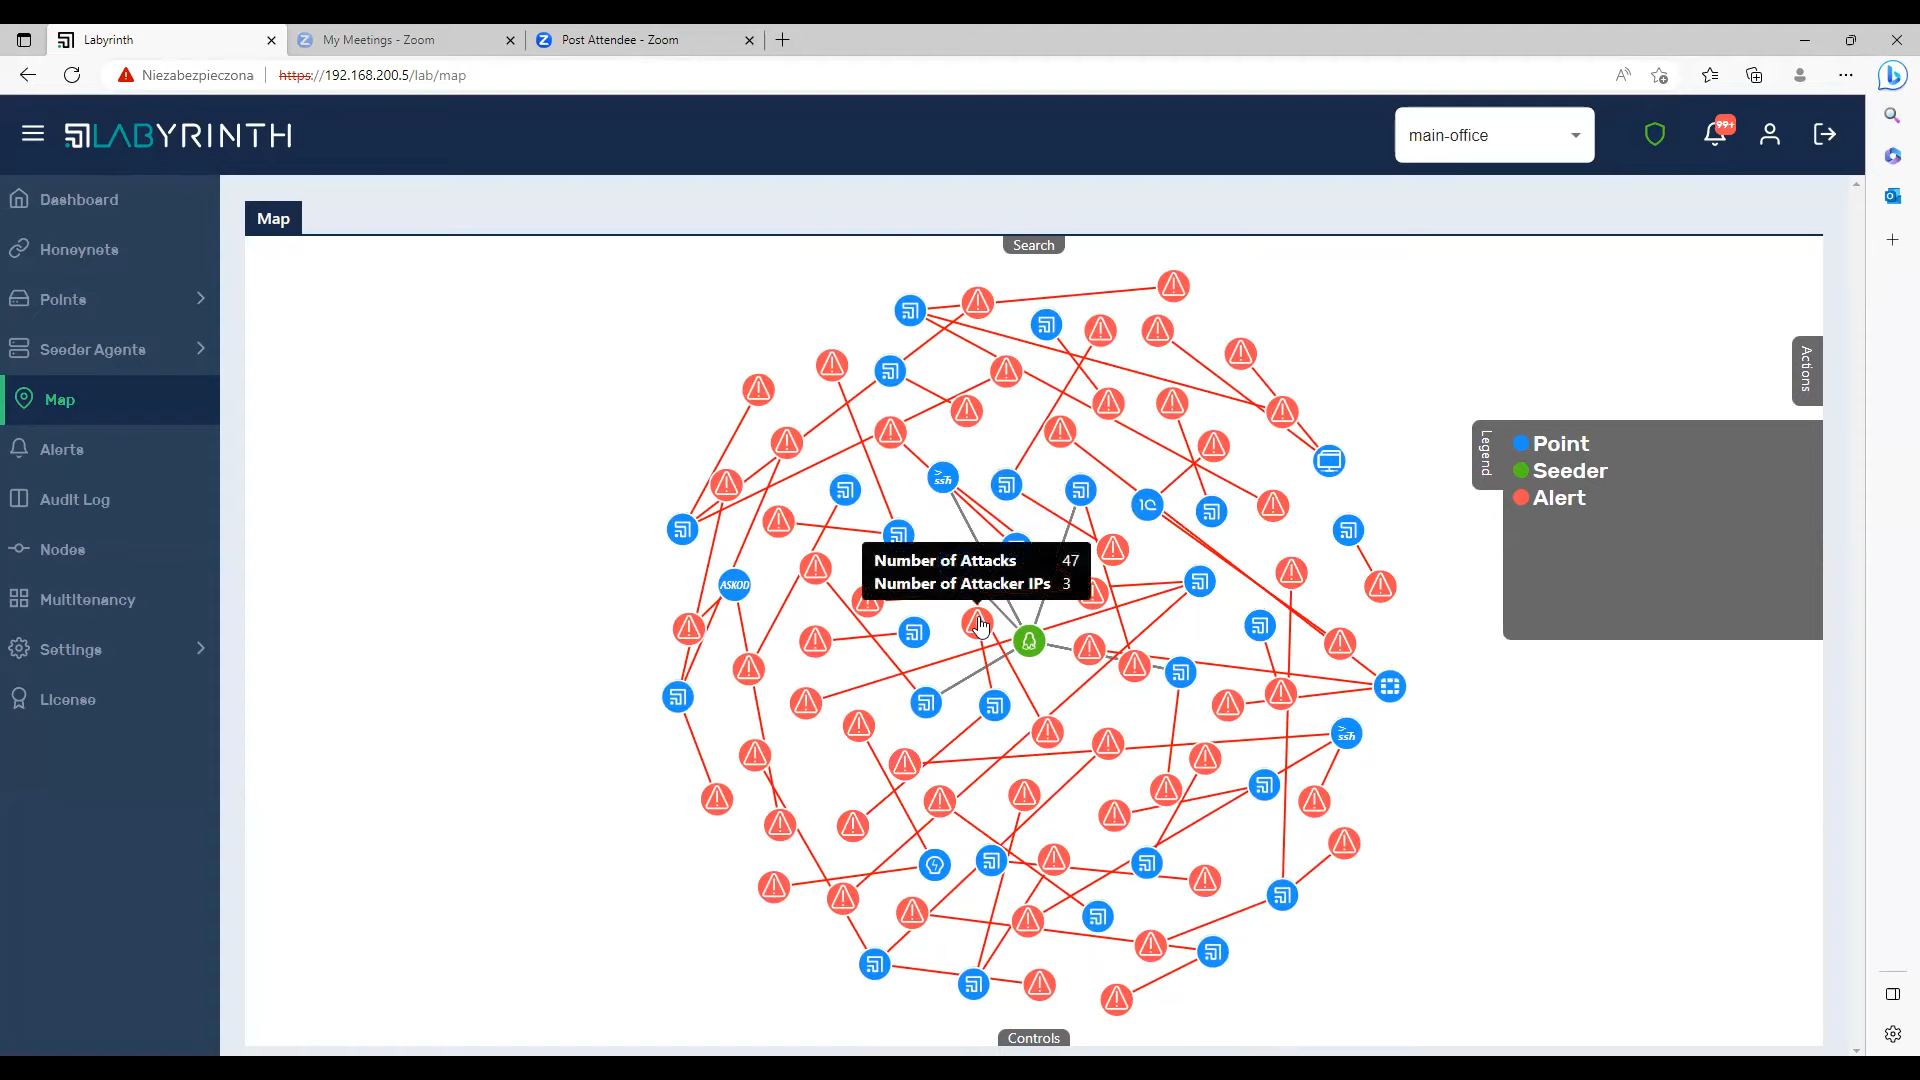 Labyrinth
My Meetings - Zoom
Post Attendee - Zoom
Niezabezpieczona
https://192.168.200.5/lab/map
LABYRINTH
main-office
99+
Dashboard
Honeynets
Points
Seeder Agents
Map
Alerts
Audit Log
Nodes
Multitenancy
Settings
License
Map
Search
Actions
Legend
Point
Seeder
Alert
>ssh
1C
ASKOD
Number of Attacks 47
Number of Attacker IPs 3
>ssh
Controls